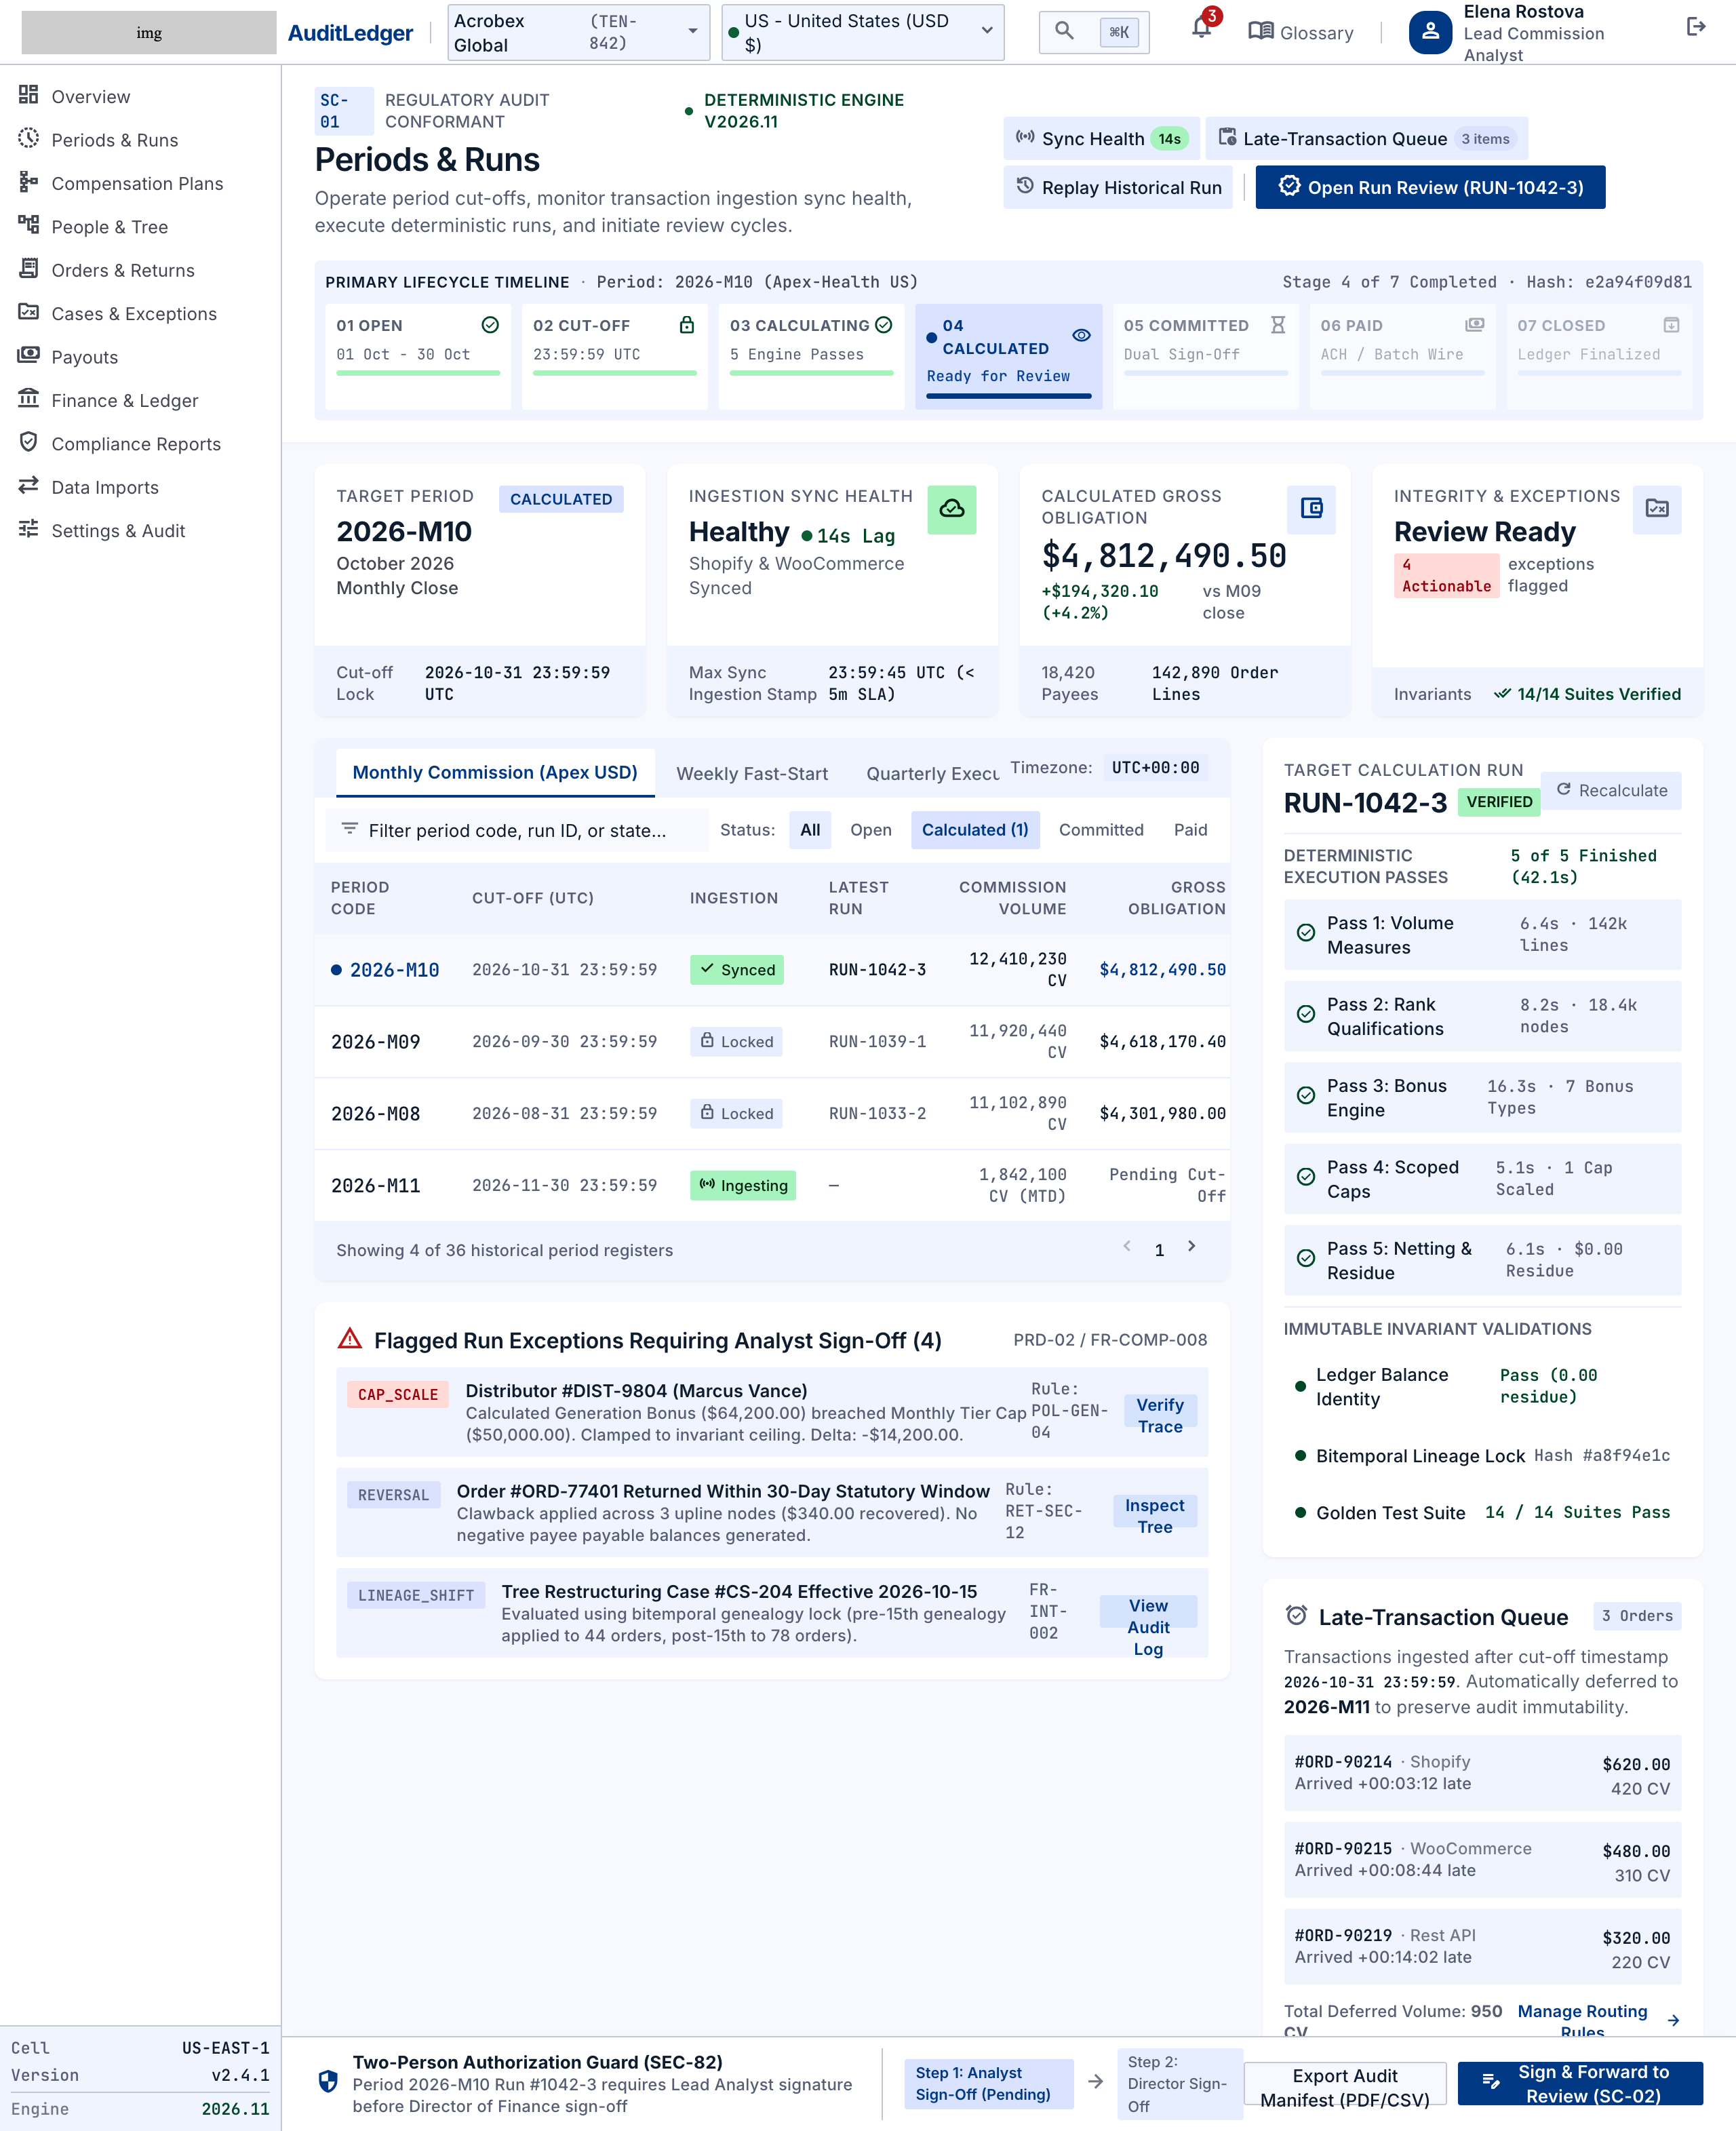 img
AuditLedger
Acrobex Global
(TEN-842)
US - United States (USD $)
⌘K
3
Glossary
Elena Rostova
Lead Commission Analyst
Overview
Periods & Runs
Compensation Plans
People & Tree
Orders & Returns
Cases & Exceptions
Payouts
Finance & Ledger
Compliance Reports
Data Imports
Settings & Audit
Cell US-EAST-1
Version v2.4.1
Engine 2026.11
SC-01
REGULATORY AUDIT CONFORMANT
DETERMINISTIC ENGINE V2026.11
Periods & Runs
Operate period cut-offs, monitor transaction ingestion sync health,
execute deterministic runs, and initiate review cycles.
Sync Health 14s
Late-Transaction Queue 3 items
Replay Historical Run
Open Run Review (RUN-1042-3)
PRIMARY LIFECYCLE TIMELINE · Period: 2026-M10 (Apex-Health US)
Stage 4 of 7 Completed · Hash: e2a94f09d81
01 OPEN
01 Oct - 30 Oct
02 CUT-OFF
23:59:59 UTC
03 CALCULATING
5 Engine Passes
04 CALCULATED
Ready for Review
05 COMMITTED
Dual Sign-Off
06 PAID
ACH / Batch Wire
07 CLOSED
Ledger Finalized
TARGET PERIOD
CALCULATED
2026-M10
October 2026
Monthly Close
Cut-off Lock
2026-10-31 23:59:59 UTC
INGESTION SYNC HEALTH
Healthy 14s Lag
Shopify & WooCommerce
Synced
Max Sync Ingestion Stamp
23:59:45 UTC (< 5m SLA)
CALCULATED GROSS OBLIGATION
$4,812,490.50
+$194,320.10 (+4.2%)
vs M09 close
18,420 Payees
142,890 Order Lines
INTEGRITY & EXCEPTIONS
Review Ready
4 Actionable
exceptions flagged
Invariants
14/14 Suites Verified
Monthly Commission (Apex USD)
Weekly Fast-Start
Quarterly Execu
Timezone: UTC+00:00
Filter period code, run ID, or state...
Status: All Open Calculated (1) Committed Paid
PERIOD CODE
CUT-OFF (UTC)
INGESTION
LATEST RUN
COMMISSION VOLUME
GROSS OBLIGATION
2026-M10 2026-10-31 23:59:59 Synced RUN-1042-3 12,410,230 CV $4,812,490.50
2026-M09 2026-09-30 23:59:59 Locked RUN-1039-1 11,920,440 CV $4,618,170.40
2026-M08 2026-08-31 23:59:59 Locked RUN-1033-2 11,102,890 CV $4,301,980.00
2026-M11 2026-11-30 23:59:59 Ingesting — 1,842,100 CV (MTD) Pending Cut-Off
Showing 4 of 36 historical period registers
1
Flagged Run Exceptions Requiring Analyst Sign-Off (4)
PRD-02 / FR-COMP-008
CAP_SCALE
Distributor #DIST-9804 (Marcus Vance)
Calculated Generation Bonus ($64,200.00) breached Monthly Tier Cap
($50,000.00). Clamped to invariant ceiling. Delta: -$14,200.00.
Rule: POL-GEN-04
Verify Trace
REVERSAL
Order #ORD-77401 Returned Within 30-Day Statutory Window
Clawback applied across 3 upline nodes ($340.00 recovered). No
negative payee payable balances generated.
Rule: RET-SEC-12
Inspect Tree
LINEAGE_SHIFT
Tree Restructuring Case #CS-204 Effective 2026-10-15
Evaluated using bitemporal genealogy lock (pre-15th genealogy
applied to 44 orders, post-15th to 78 orders).
FR-INT-002
View Audit Log
TARGET CALCULATION RUN
RUN-1042-3 VERIFIED
Recalculate
DETERMINISTIC EXECUTION PASSES
5 of 5 Finished (42.1s)
Pass 1: Volume Measures
6.4s · 142k lines
Pass 2: Rank Qualifications
8.2s · 18.4k nodes
Pass 3: Bonus Engine
16.3s · 7 Bonus Types
Pass 4: Scoped Caps
5.1s · 1 Cap Scaled
Pass 5: Netting & Residue
6.1s · $0.00 Residue
IMMUTABLE INVARIANT VALIDATIONS
Ledger Balance Identity
Pass (0.00 residue)
Bitemporal Lineage Lock Hash #a8f94e1c
Golden Test Suite 14 / 14 Suites Pass
Late-Transaction Queue
3 Orders
Transactions ingested after cut-off timestamp
2026-10-31 23:59:59. Automatically deferred to
2026-M11 to preserve audit immutability.
#ORD-90214 · Shopify
Arrived +00:03:12 late
$620.00
420 CV
#ORD-90215 · WooCommerce
Arrived +00:08:44 late
$480.00
310 CV
#ORD-90219 · Rest API
Arrived +00:14:02 late
$320.00
220 CV
Total Deferred Volume: 950 CV
Manage Routing Rules
Two-Person Authorization Guard (SEC-82)
Period 2026-M10 Run #1042-3 requires Lead Analyst signature
before Director of Finance sign-off
Step 1: Analyst Sign-Off (Pending)
Step 2: Director Sign-Off
Export Audit Manifest (PDF/CSV)
Sign & Forward to Review (SC-02)